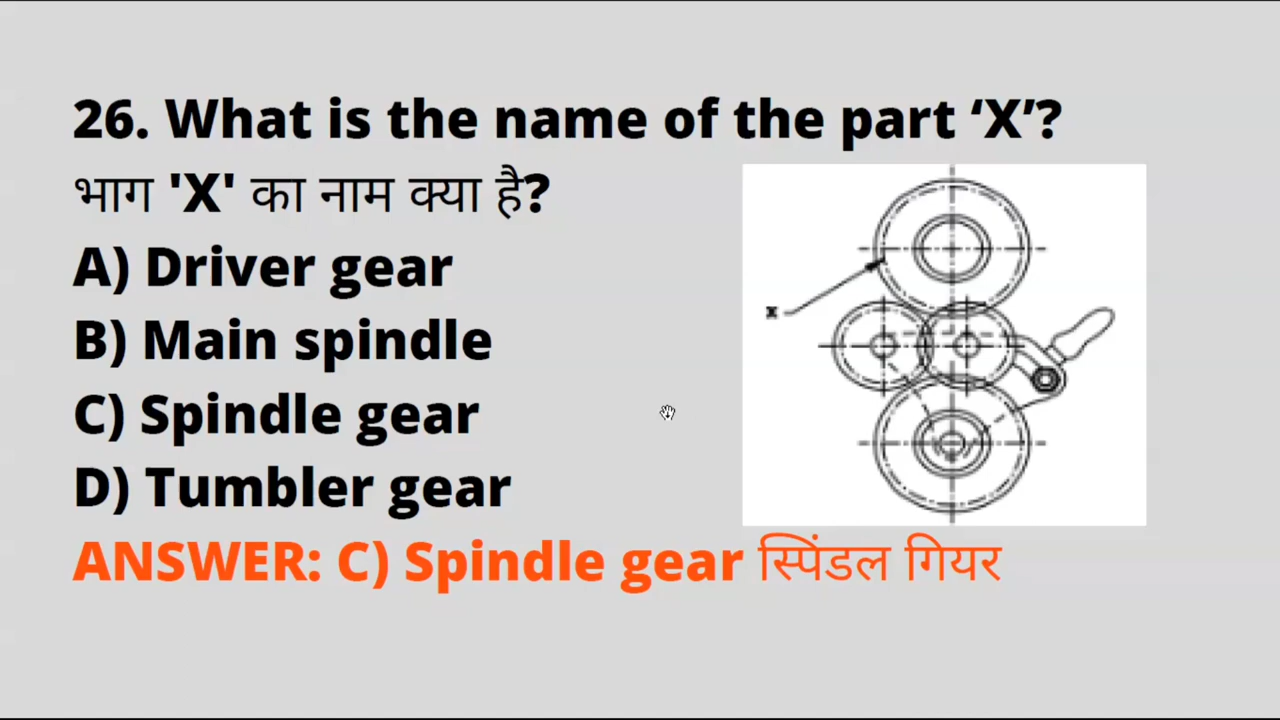 26. What is the name of the part ‘X’?
भाग 'X' का नाम क्या है?
A) Driver gear
B) Main spindle
C) Spindle gear
D) Tumbler gear
X
ANSWER: C) Spindle gear स्पिंडल गियर